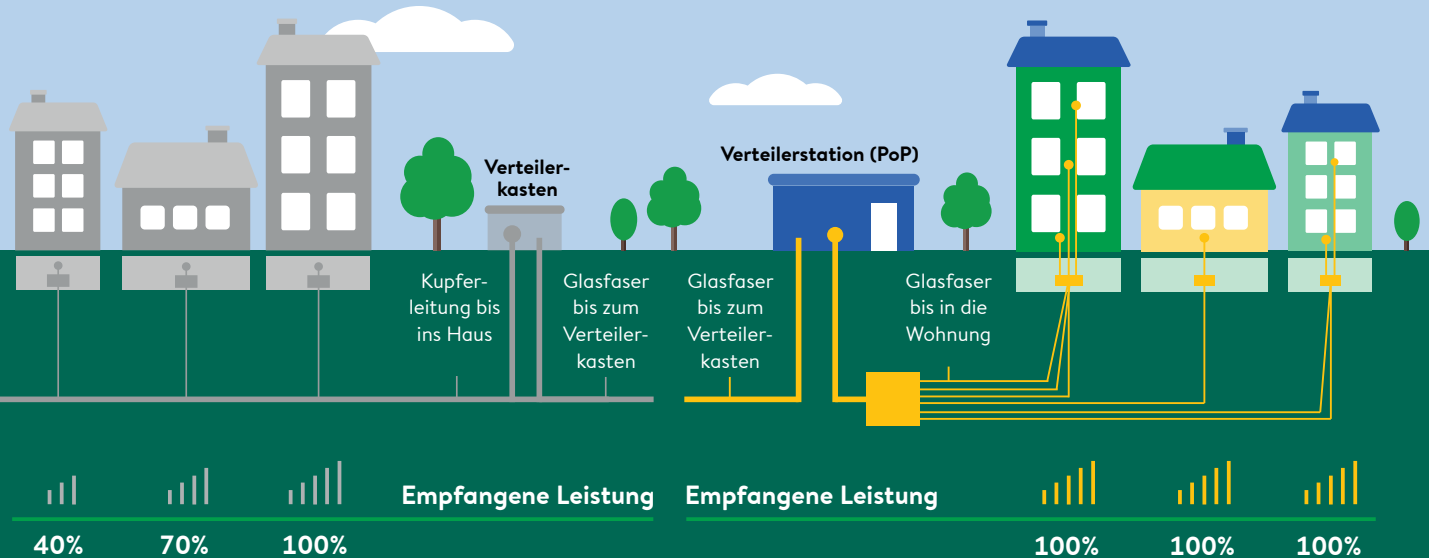 Verteiler-
kasten
Verteilerstation (PoP)
Kupfer-
leitung bis
ins Haus
Glasfaser
bis zum
Verteiler-
kasten
Glasfaser
bis zum
Verteiler-
kasten
Glasfaser
bis in die
Wohnung
Empfangene Leistung
Empfangene Leistung
40%
70%
100%
100%
100%
100%